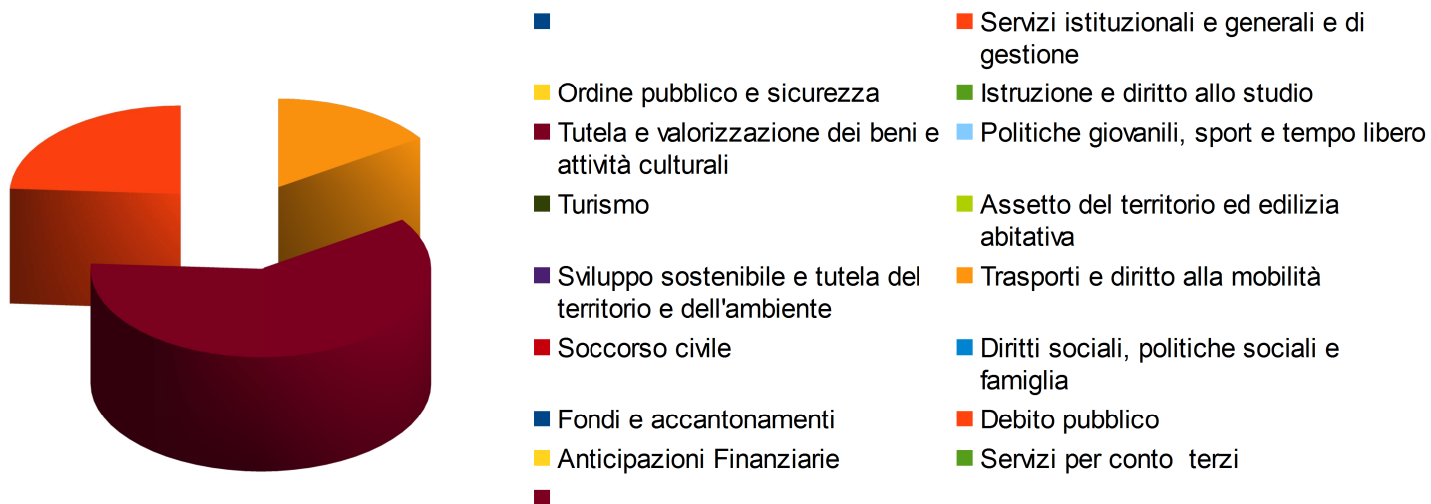 Servizi istituzionali e generali e di
gestione
Ordine pubblico e sicurezza
Istruzione e diritto allo studio
Tutela e valorizzazione dei beni e
attività culturali
Politiche giovanili, sport e tempo libero
Turismo
Assetto del territorio ed edilizia
abitativa
Sviluppo sostenibile e tutela del
territorio e dell'ambiente
Trasporti e diritto alla mobilità
Soccorso civile
Diritti sociali, politiche sociali e
famiglia
Fondi e accantonamenti
Debito pubblico
Anticipazioni Finanziarie
Servizi per conto  terzi